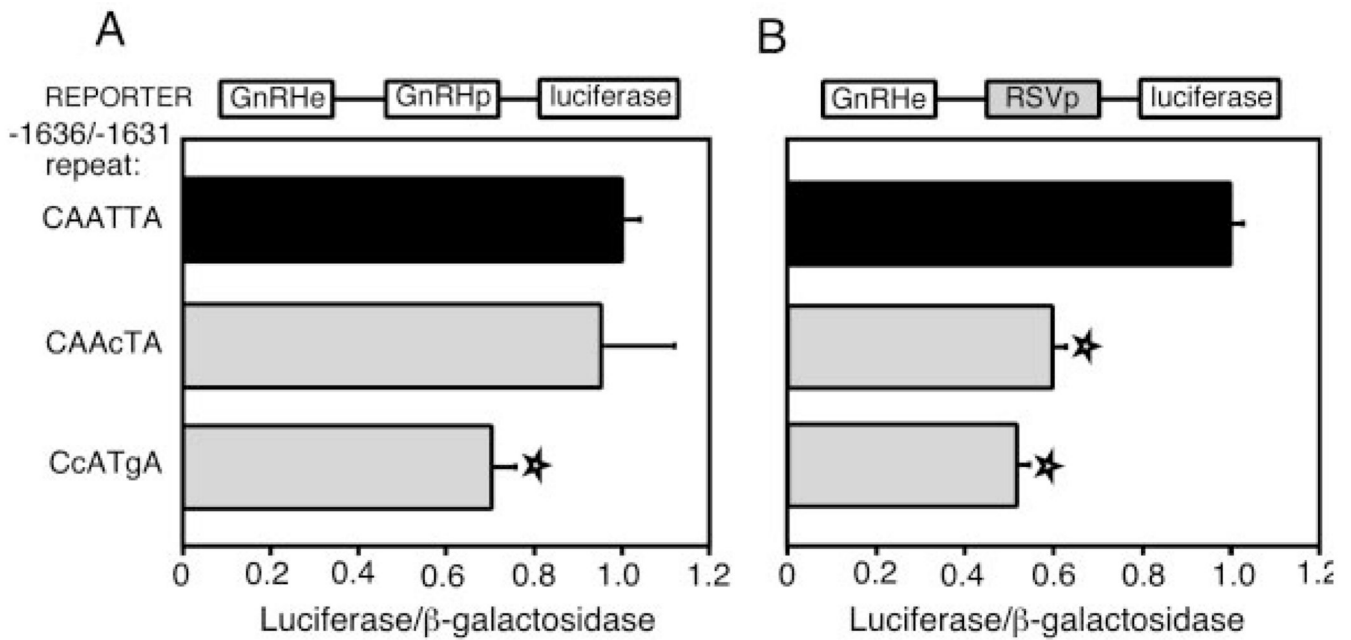 A
B
REPORTER GnRHe GnRHp luciferase
GnRHe RSVp luciferase
-1636/-1631
repeat:
CAATTA
CAAcTA
CcATgA
0 0.2 0.4 0.6 0.8 1.0 1.2
0 0.2 0.4 0.6 0.8 1.0 1.2
Luciferase/β-galactosidase
Luciferase/β-galactosidase